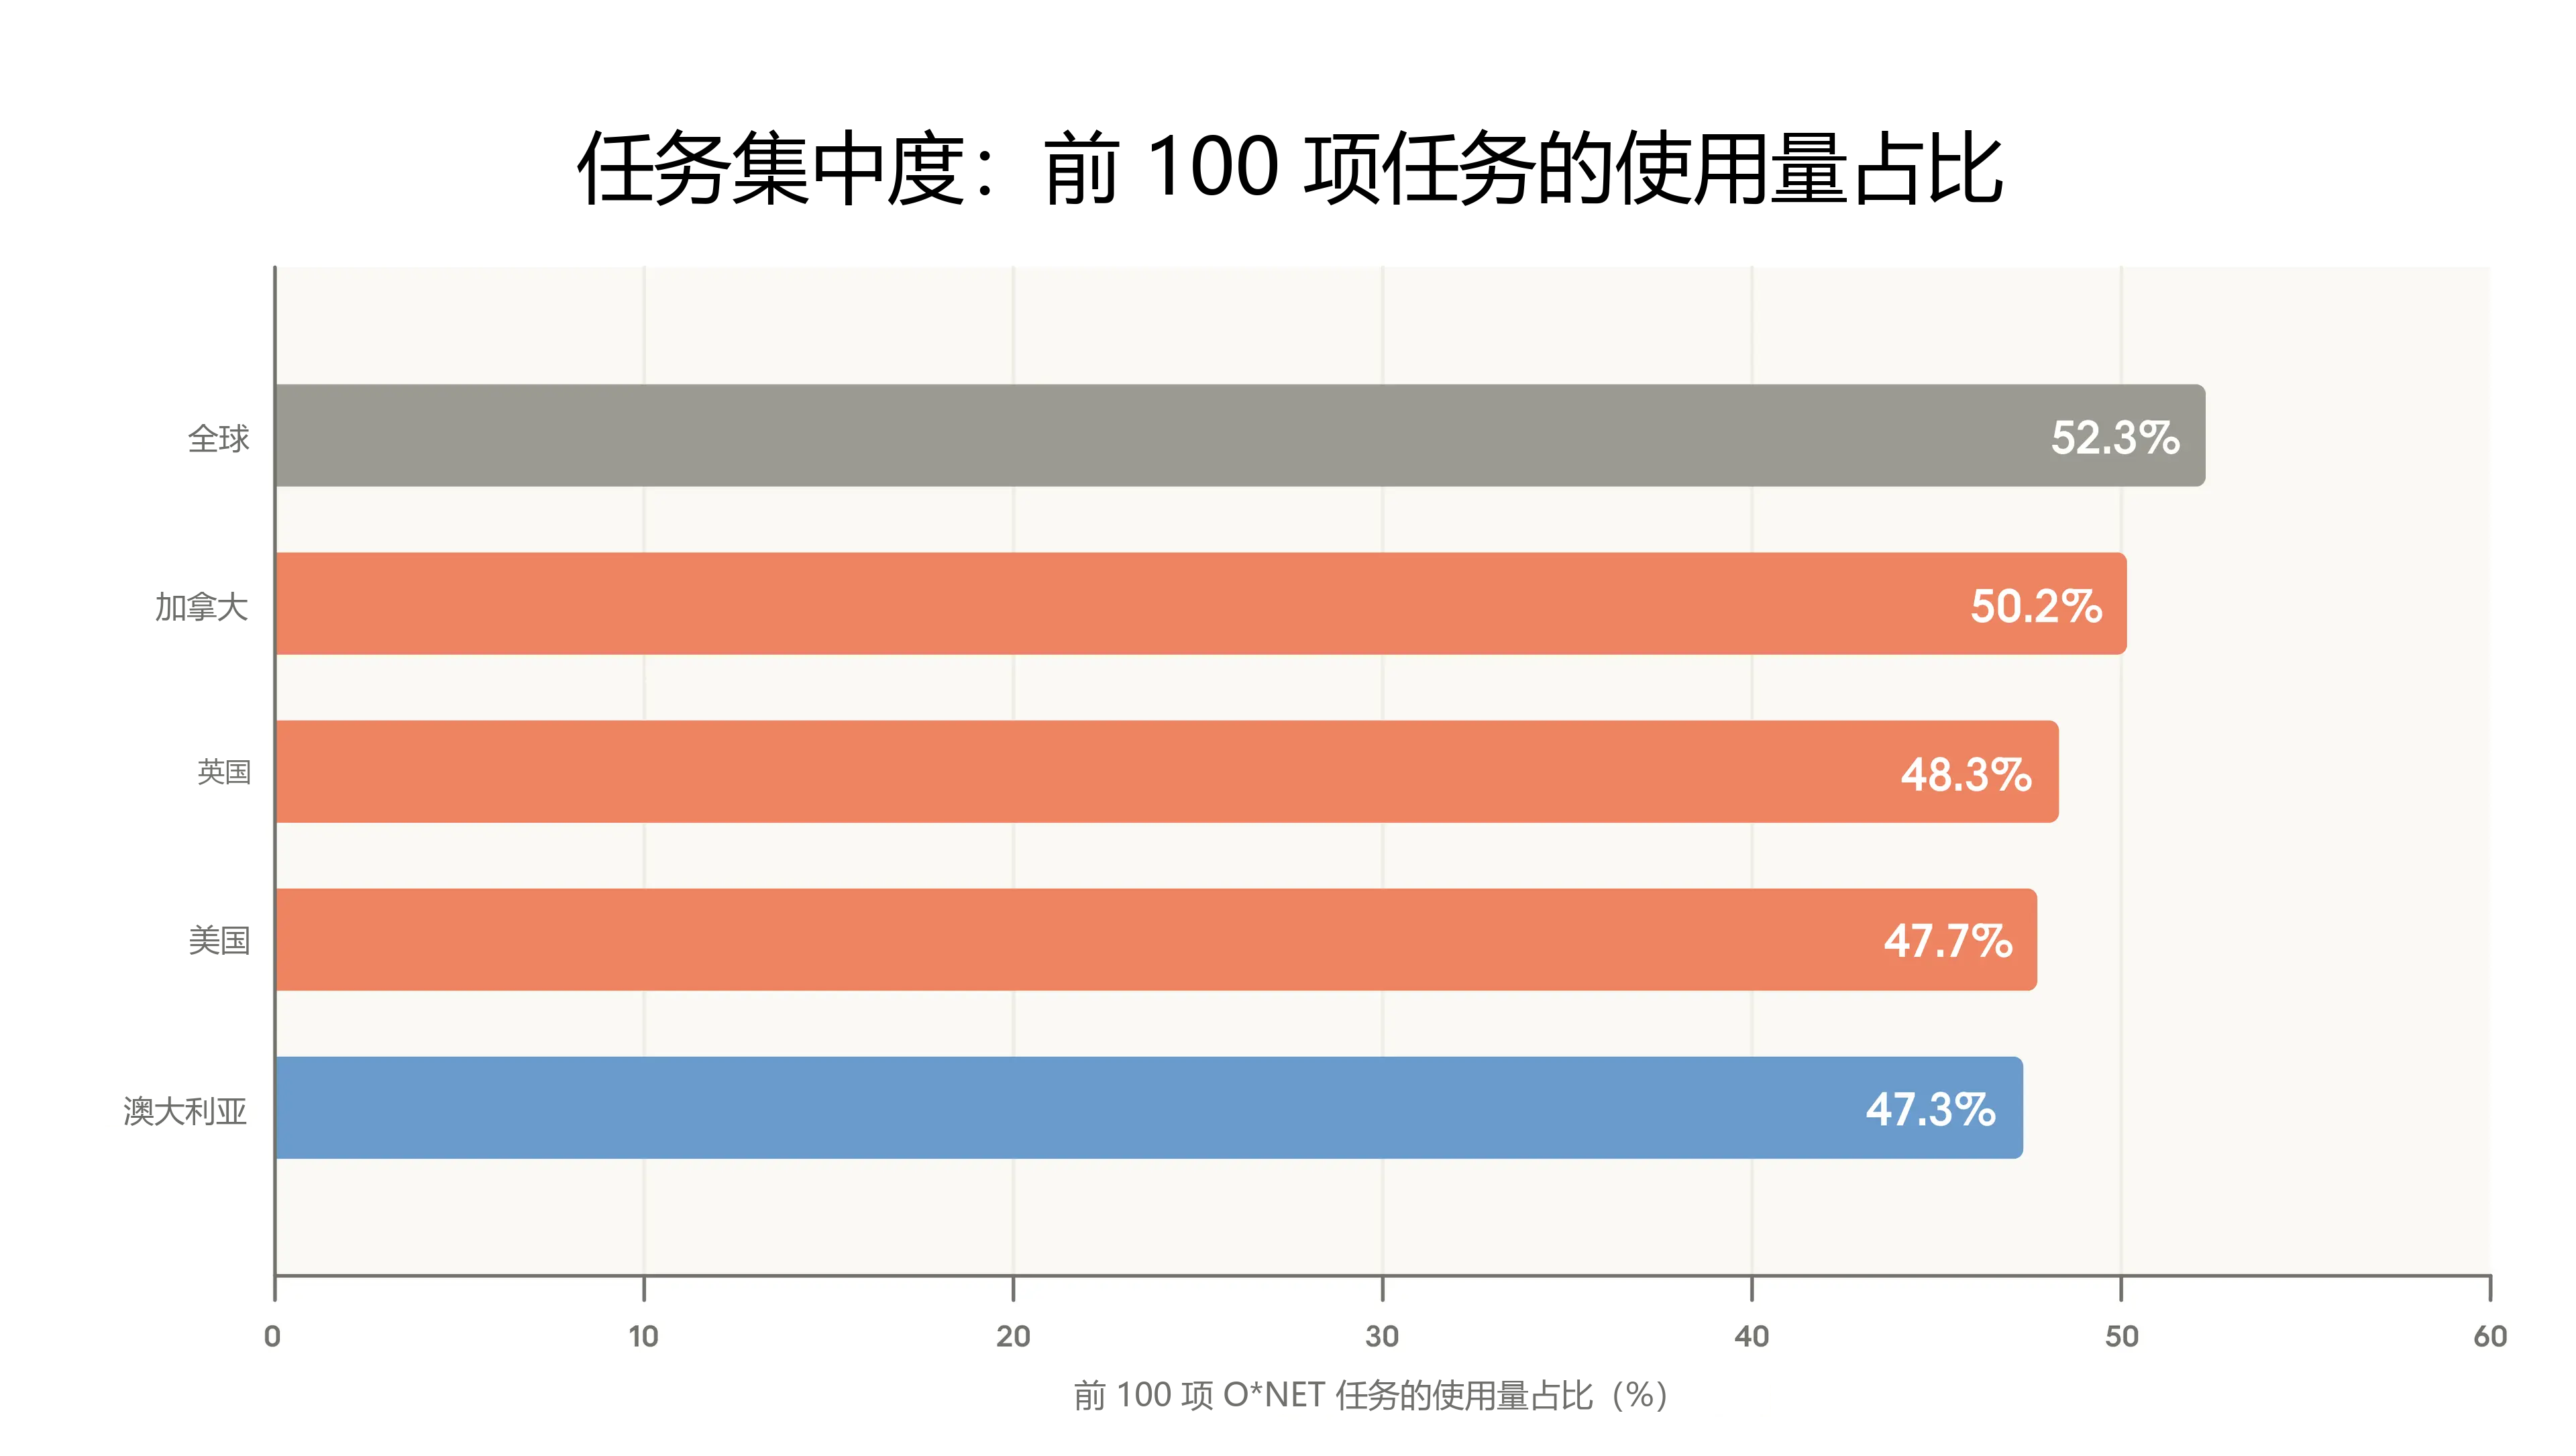 任务集中度：前 100 项任务的使用量占比
全球
52.3%
加拿大
50.2%
英国
48.3%
美国
47.7%
澳大利亚
47.3%
0 10 20 30 40 50 60
前 100 项 O*NET 任务的使用量占比（%）